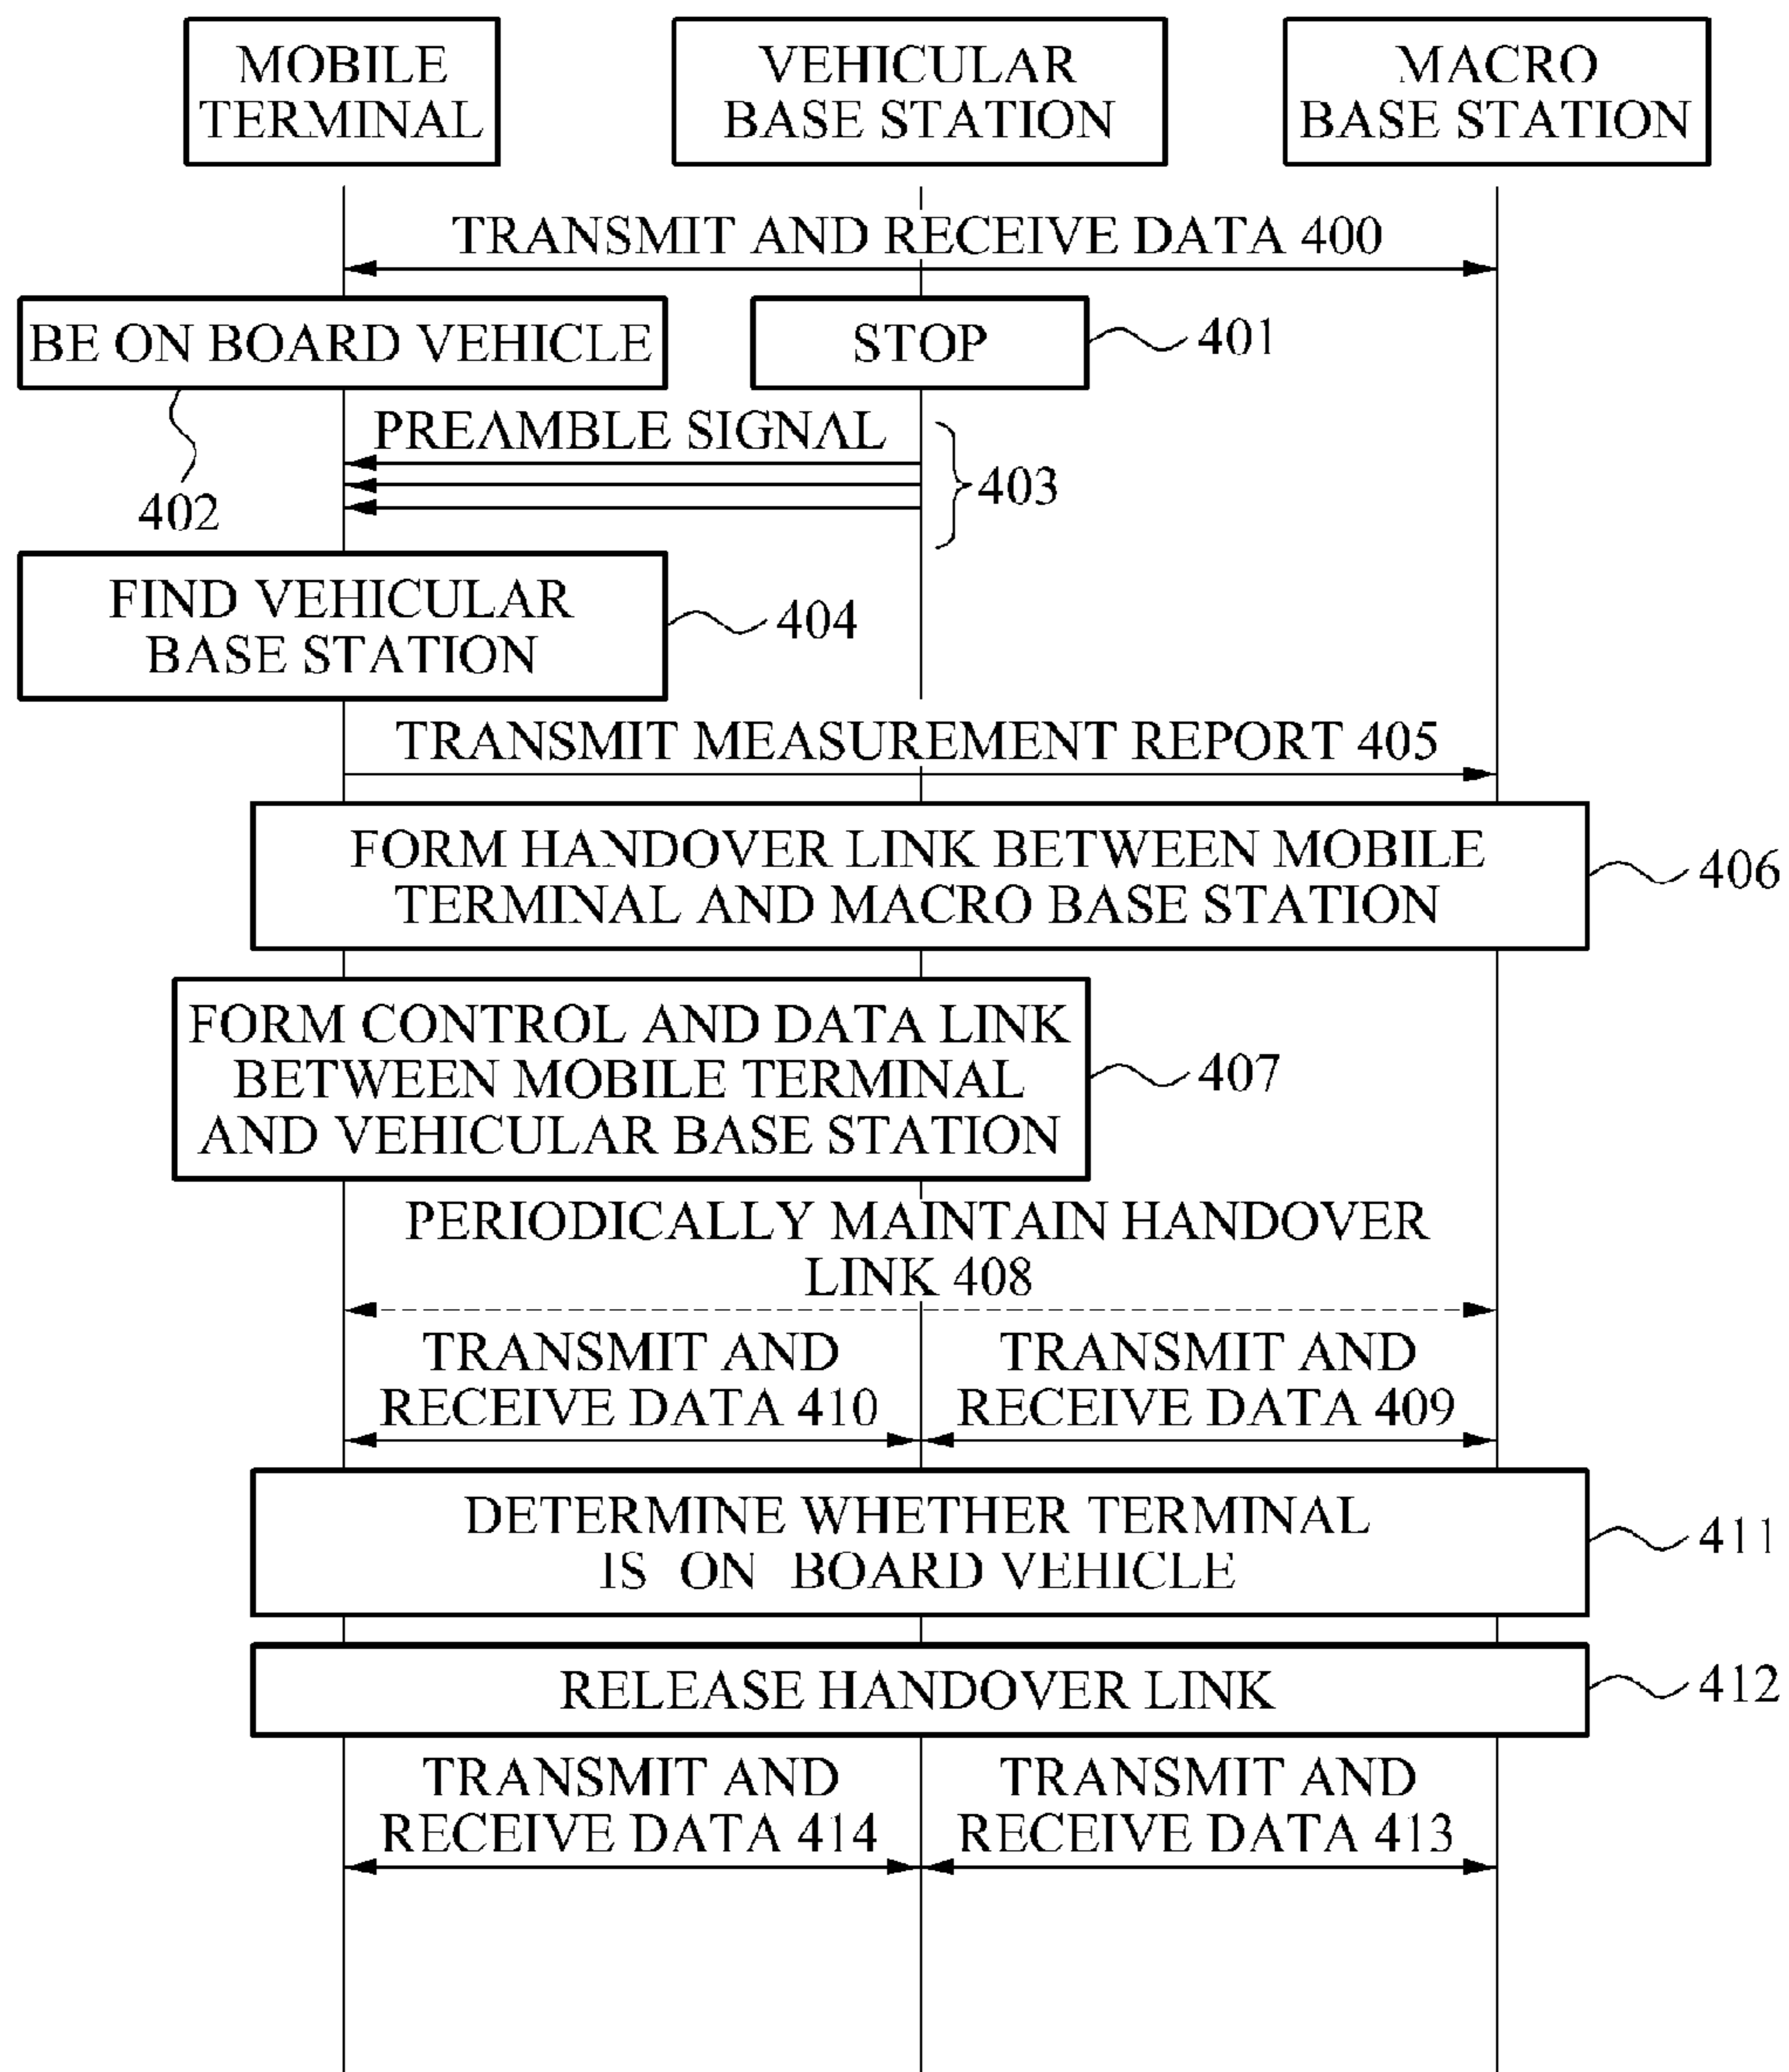 MOBILE
TERMINAL
VEHICULAR
BASE STATION
MACRO
BASE STATION
TRANSMIT AND RECEIVE DATA 400
BE ON BOARD VEHICLE
STOP
401
PREAMBLE SIGNAL
403
402
FIND VEHICULAR
BASE STATION
404
TRANSMIT MEASUREMENT REPORT 405
FORM HANDOVER LINK BETWEEN MOBILE
TERMINAL AND MACRO BASE STATION
406
FORM CONTROL AND DATA LINK
BETWEEN MOBILE TERMINAL
AND VEHICULAR BASE STATION
407
PERIODICALLY MAINTAIN HANDOVER
LINK 408
TRANSMIT AND
RECEIVE DATA 410
TRANSMIT AND
RECEIVE DATA 409
DETERMINE WHETHER TERMINAL
IS ON BOARD VEHICLE
411
RELEASE HANDOVER LINK
412
TRANSMIT AND
RECEIVE DATA 414
TRANSMIT AND
RECEIVE DATA 413